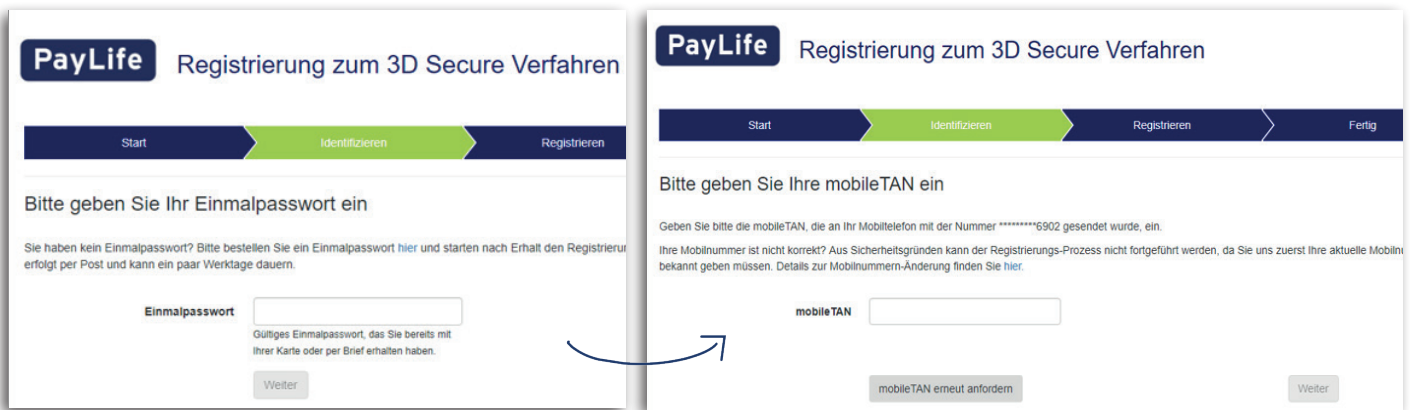 PayLife
Registrierung zum 3D Secure Verfahren
Start
Identifizieren
Registrieren
Bitte geben Sie Ihr Einmalpasswort ein
Sie haben kein Einmalpasswort? Bitte bestellen Sie ein Einmalpasswort hier und starten nach Erhalt den Registrierun
erfolgt per Post und kann ein paar Werktage dauern.
Einmalpasswort
Gültiges Einmalpasswort, das Sie bereits mit
Ihrer Karte oder per Brief erhalten haben.
Weiter
PayLife
Registrierung zum 3D Secure Verfahren
Start
Identifizieren
Registrieren
Fertig
Bitte geben Sie Ihre mobileTAN ein
Geben Sie bitte die mobileTAN, die an Ihr Mobiltelefon mit der Nummer *********6902 gesendet wurde, ein.
Ihre Mobilnummer ist nicht korrekt? Aus Sicherheitsgründen kann der Registrierungs-Prozess nicht fortgeführt werden, da Sie uns zuerst Ihre aktuelle Mobilnu
bekannt geben müssen. Details zur Mobilnummern-Änderung finden Sie hier.
mobileTAN
mobileTAN erneut anfordern
Weiter